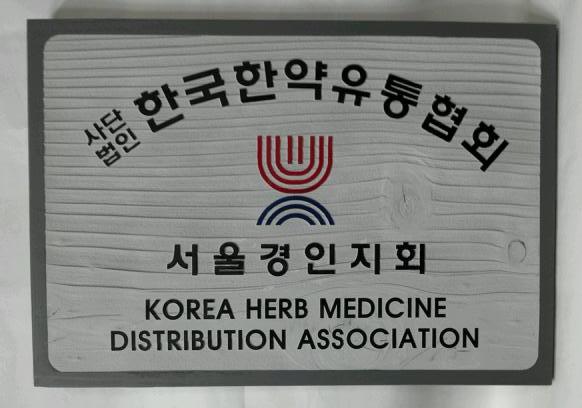 사단
법인 한국한약유통협회
서울경인지회
KOREA HERB MEDICINE
DISTRIBUTION ASSOCIATION